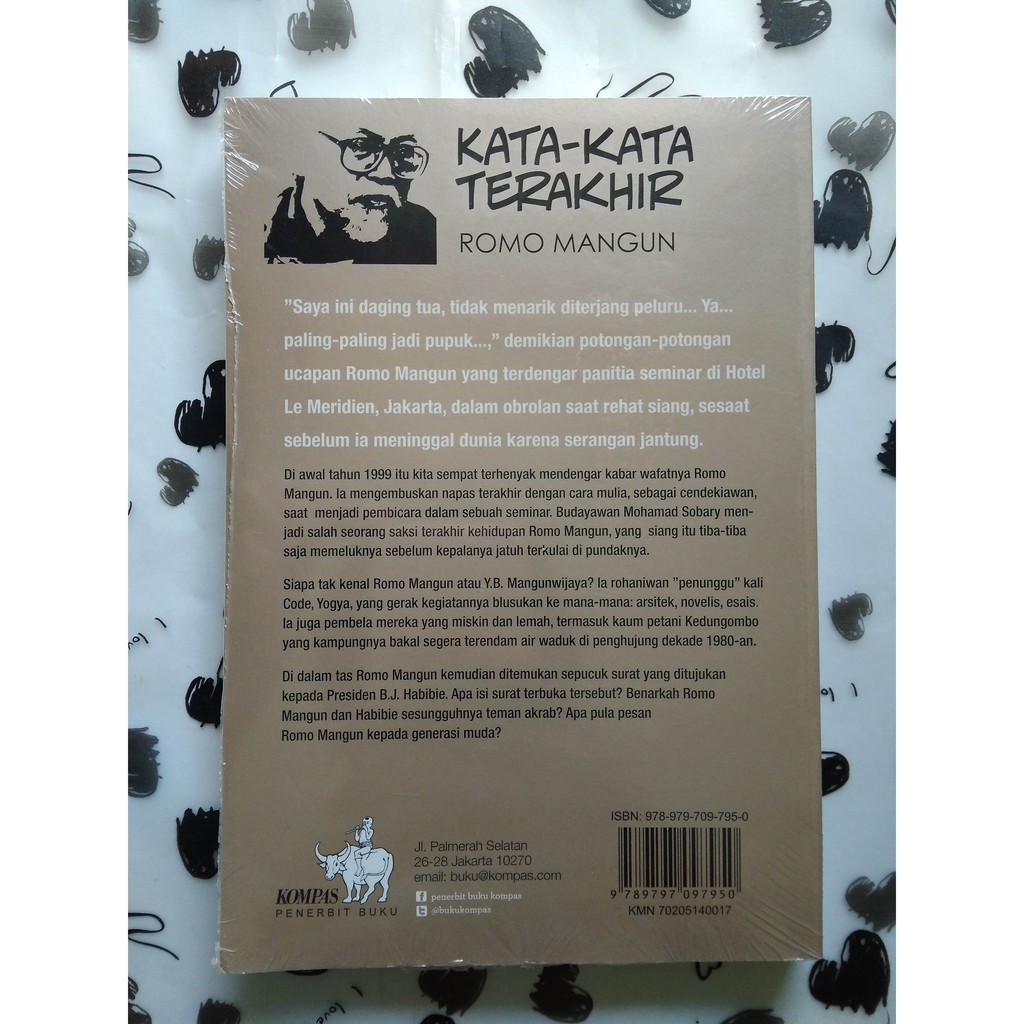 KATA-KATA
TERAKHIR
ROMO MANGUN
"Saya ini daging tua, tidak menarik diterjang peluru... Ya...
paling-paling jadi pupuk...," demikian potongan-potongan
ucapan Romo Mangun yang terdengar panitia seminar di Hotel
Le Meridien, Jakarta, dalam obrolan saat rehat siang, sesaat
sebelum ia meninggal dunia karena serangan jantung.
Di awal tahun 1999 itu kita sempat terhenyak mendengar kabar wafatnya Romo
Mangun. Ia mengembuskan napas terakhir dengan cara mulia, sebagai cendekiawan,
saat menjadi pembicara dalam sebuah seminar. Budayawan Mohamad Sobary men-
jadi salah seorang saksi terakhir kehidupan Romo Mangun, yang siang itu tiba-tiba
saja memeluknya sebelum kepalanya jatuh terkulai di pundaknya.
Siapa tak kenal Romo Mangun atau Y.B. Mangunwijaya? Ia rohaniwan "penunggu" kali
Code, Yogya, yang gerak kegiatannya blusukan ke mana-mana: arsitek, novelis, esais.
Ia juga pembela mereka yang miskin dan lemah, termasuk kaum petani Kedungombo
yang kampungnya bakal segera terendam air waduk di penghujung dekade 1980-an.
Di dalam tas Romo Mangun kemudian ditemukan sepucuk surat yang ditujukan
kepada Presiden B.J. Habibie. Apa isi surat terbuka tersebut? Benarkah Romo
Mangun dan Habibie sesungguhnya teman akrab? Apa pula pesan
Romo Mangun kepada generasi muda?
KOMPAS
PENERBIT BUKU
Jl. Palmerah Selatan
26-28 Jakarta 10270
email: buku@kompas.com
penerbit buku kompas
@bukukompas
ISBN: 978-979-709-795-0
9 789797 097950
KMN 70205140017
I love
I love
I love